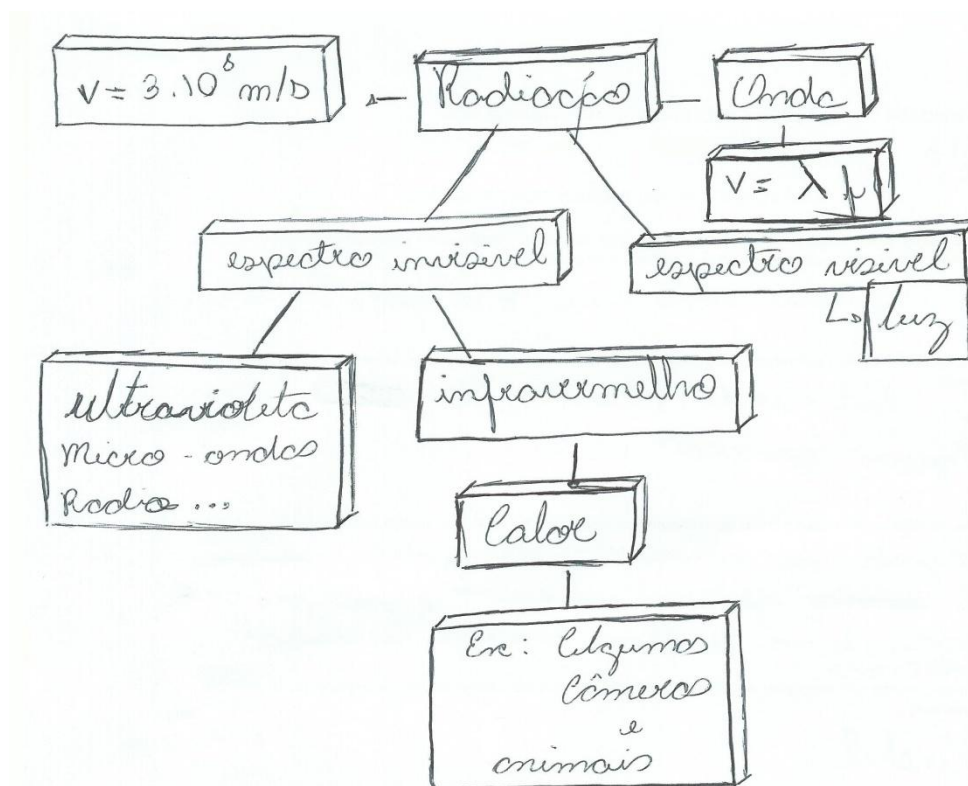 v = 3.10⁸ m/s
Radiação
Onda
v = λ f
espectro invisível
espectro visível
luz
ultravioleta
Micro-ondas
Radio...
infravermelho
Calor
Ex: Algumas
Câmeras
e
animais